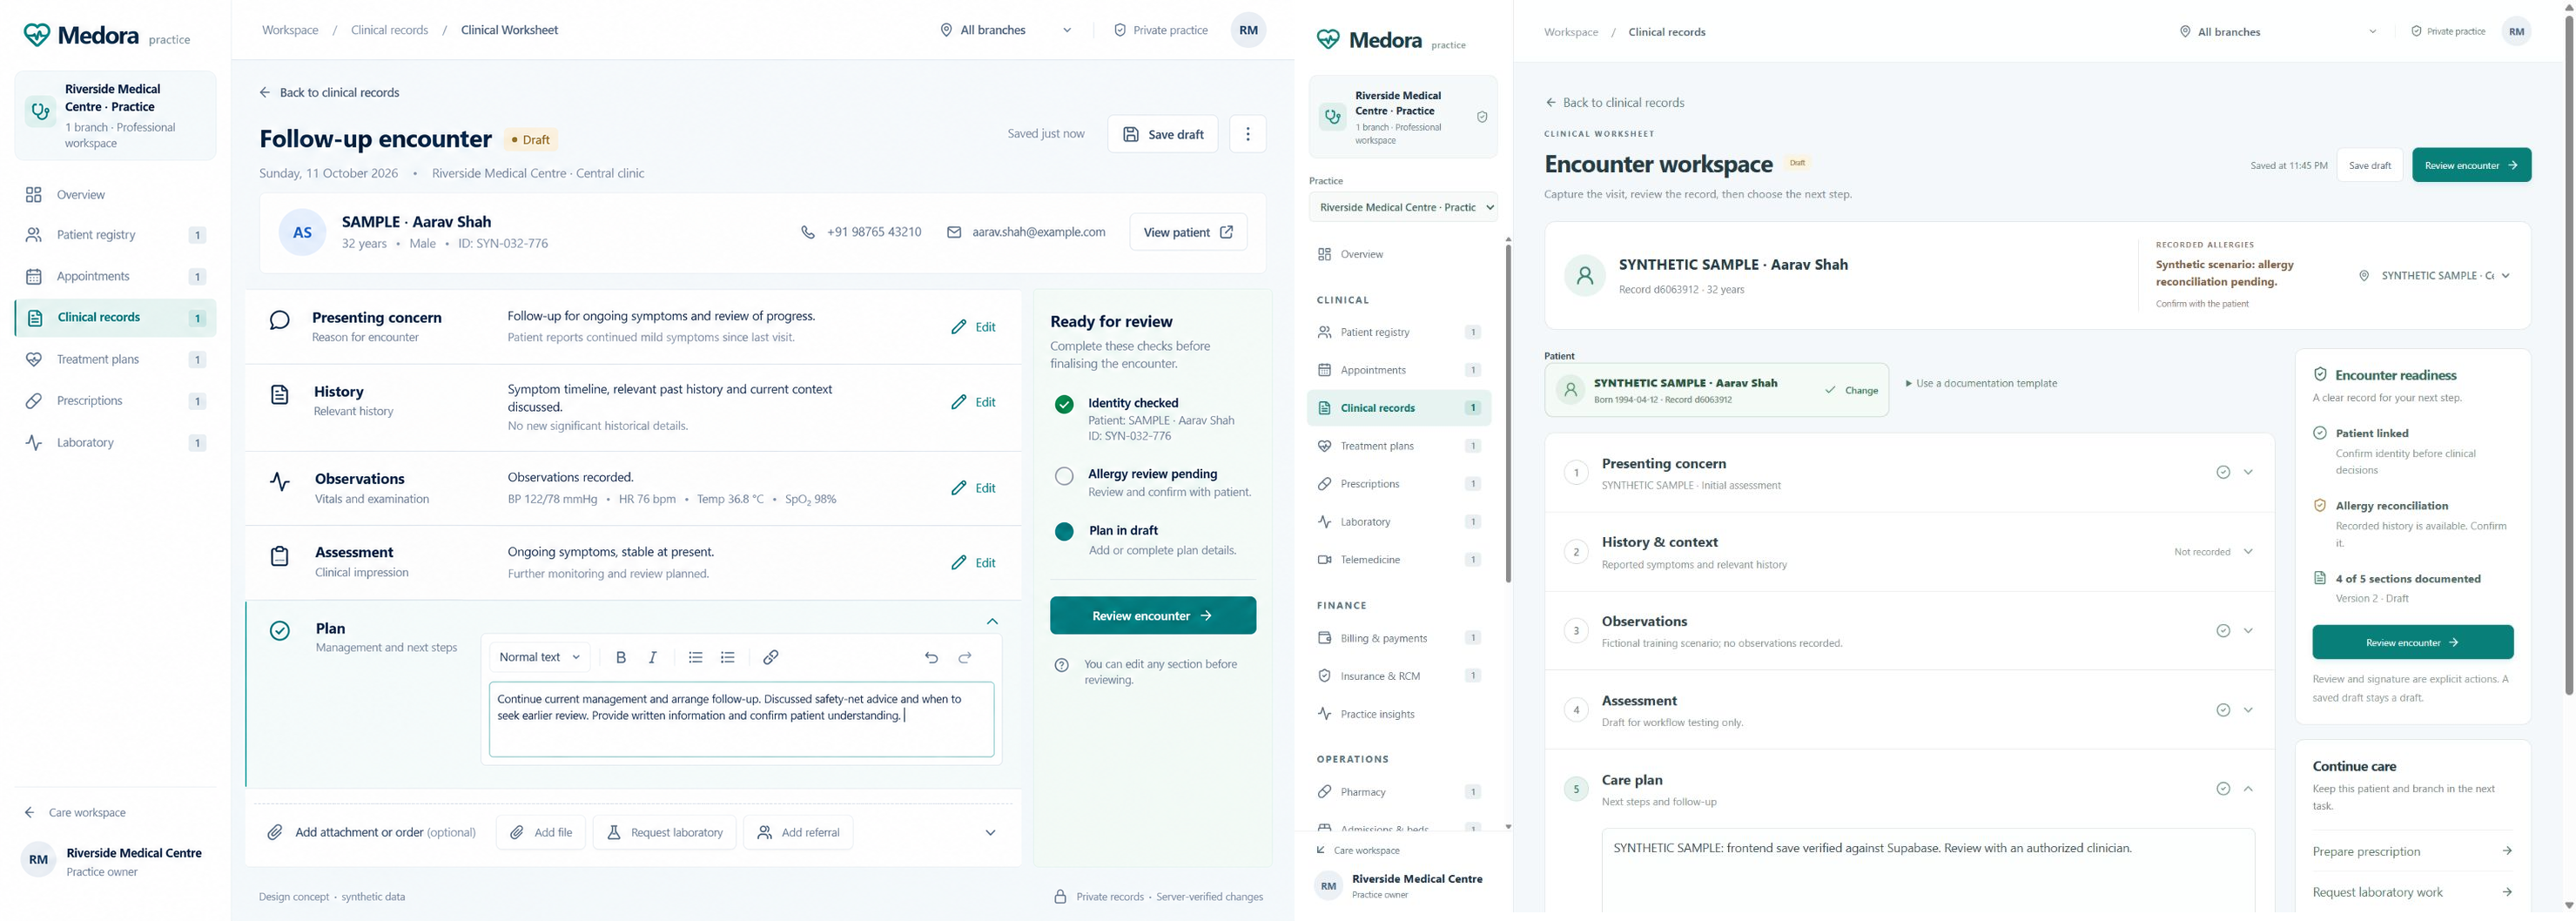 Medora practice
Riverside Medical
Centre · Practice
1 branch · Professional
workspace
Overview
Patient registry 1
Appointments 1
Clinical records 1
Treatment plans 1
Prescriptions 1
Laboratory 1
Care workspace
RM
Riverside Medical Centre
Practice owner
Workspace / Clinical records / Clinical Worksheet
All branches
Private practice
RM
Back to clinical records
Follow-up encounter
Draft
Saved just now
Save draft
Sunday, 11 October 2026 • Riverside Medical Centre · Central clinic
AS
SAMPLE · Aarav Shah
32 years • Male • ID: SYN-032-776
+91 98765 43210
aarav.shah@example.com
View patient
Presenting concern
Reason for encounter
Follow-up for ongoing symptoms and review of progress.
Patient reports continued mild symptoms since last visit.
Edit
History
Relevant history
Symptom timeline, relevant past history and current context
discussed.
No new significant historical details.
Edit
Observations
Vitals and examination
Observations recorded.
BP 122/78 mmHg • HR 76 bpm • Temp 36.8 °C • SpO₂ 98%
Edit
Assessment
Clinical impression
Ongoing symptoms, stable at present.
Further monitoring and review planned.
Edit
Plan
Management and next steps
Normal text
B I
Continue current management and arrange follow-up. Discussed safety-net advice and when to
seek earlier review. Provide written information and confirm patient understanding.
Add attachment or order (optional)
Add file
Request laboratory
Add referral
Ready for review
Complete these checks before
finalising the encounter.
Identity checked
Patient: SAMPLE · Aarav Shah
ID: SYN-032-776
Allergy review pending
Review and confirm with patient.
Plan in draft
Add or complete plan details.
Review encounter
You can edit any section before
reviewing.
Design concept · synthetic data
Private records · Server-verified changes
Medora practice
Riverside Medical
Centre · Practice
1 branch · Professional
workspace
Practice
Riverside Medical Centre · Practic
Overview
CLINICAL
Patient registry 1
Appointments 1
Clinical records 1
Treatment plans 1
Prescriptions 1
Laboratory 1
Telemedicine 1
FINANCE
Billing & payments 1
Insurance & RCM 1
Practice insights
OPERATIONS
Pharmacy 1
Admissions & beds 1
Care workspace
RM
Riverside Medical Centre
Practice owner
Workspace / Clinical records
All branches
Private practice
RM
Back to clinical records
CLINICAL WORKSHEET
Encounter workspace
Draft
Saved at 11:45 PM
Save draft
Review encounter
Capture the visit, review the record, then choose the next step.
SYNTHETIC SAMPLE · Aarav Shah
Record d6063912 · 32 years
RECORDED ALLERGIES
Synthetic scenario: allergy
reconciliation pending.
Confirm with the patient
SYNTHETIC SAMPLE · Ce
Patient
SYNTHETIC SAMPLE · Aarav Shah
Born 1994-04-12 · Record d6063912
Change
Use a documentation template
1
Presenting concern
SYNTHETIC SAMPLE · Initial assessment
2
History & context
Reported symptoms and relevant history
Not recorded
3
Observations
Fictional training scenario; no observations recorded.
4
Assessment
Draft for workflow testing only.
5
Care plan
Next steps and follow-up
SYNTHETIC SAMPLE: frontend save verified against Supabase. Review with an authorized clinician.
Encounter readiness
A clear record for your next step.
Patient linked
Confirm identity before clinical
decisions
Allergy reconciliation
Recorded history is available. Confirm
it.
4 of 5 sections documented
Version 2 · Draft
Review encounter
Review and signature are explicit actions. A
saved draft stays a draft.
Continue care
Keep this patient and branch in the next
task.
Prepare prescription
Request laboratory work